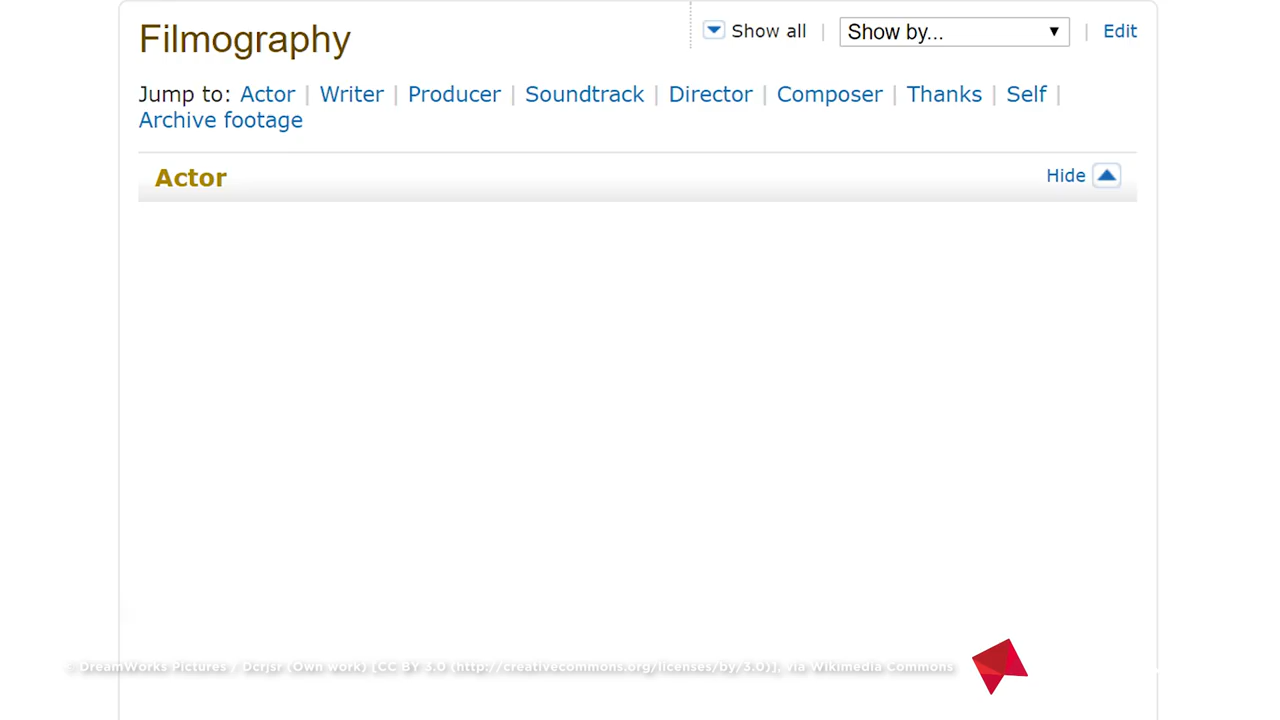 Filmography
Show all | Show by... | Edit
Jump to: Actor | Writer | Producer | Soundtrack | Director | Composer | Thanks | Self |
Archive footage
Actor
Hide
© DreamWorks Pictures / Dcrjsr (Own work) [CC BY 3.0 (http://creativecommons.org/licenses/by/3.0)], via Wikimedia Commons